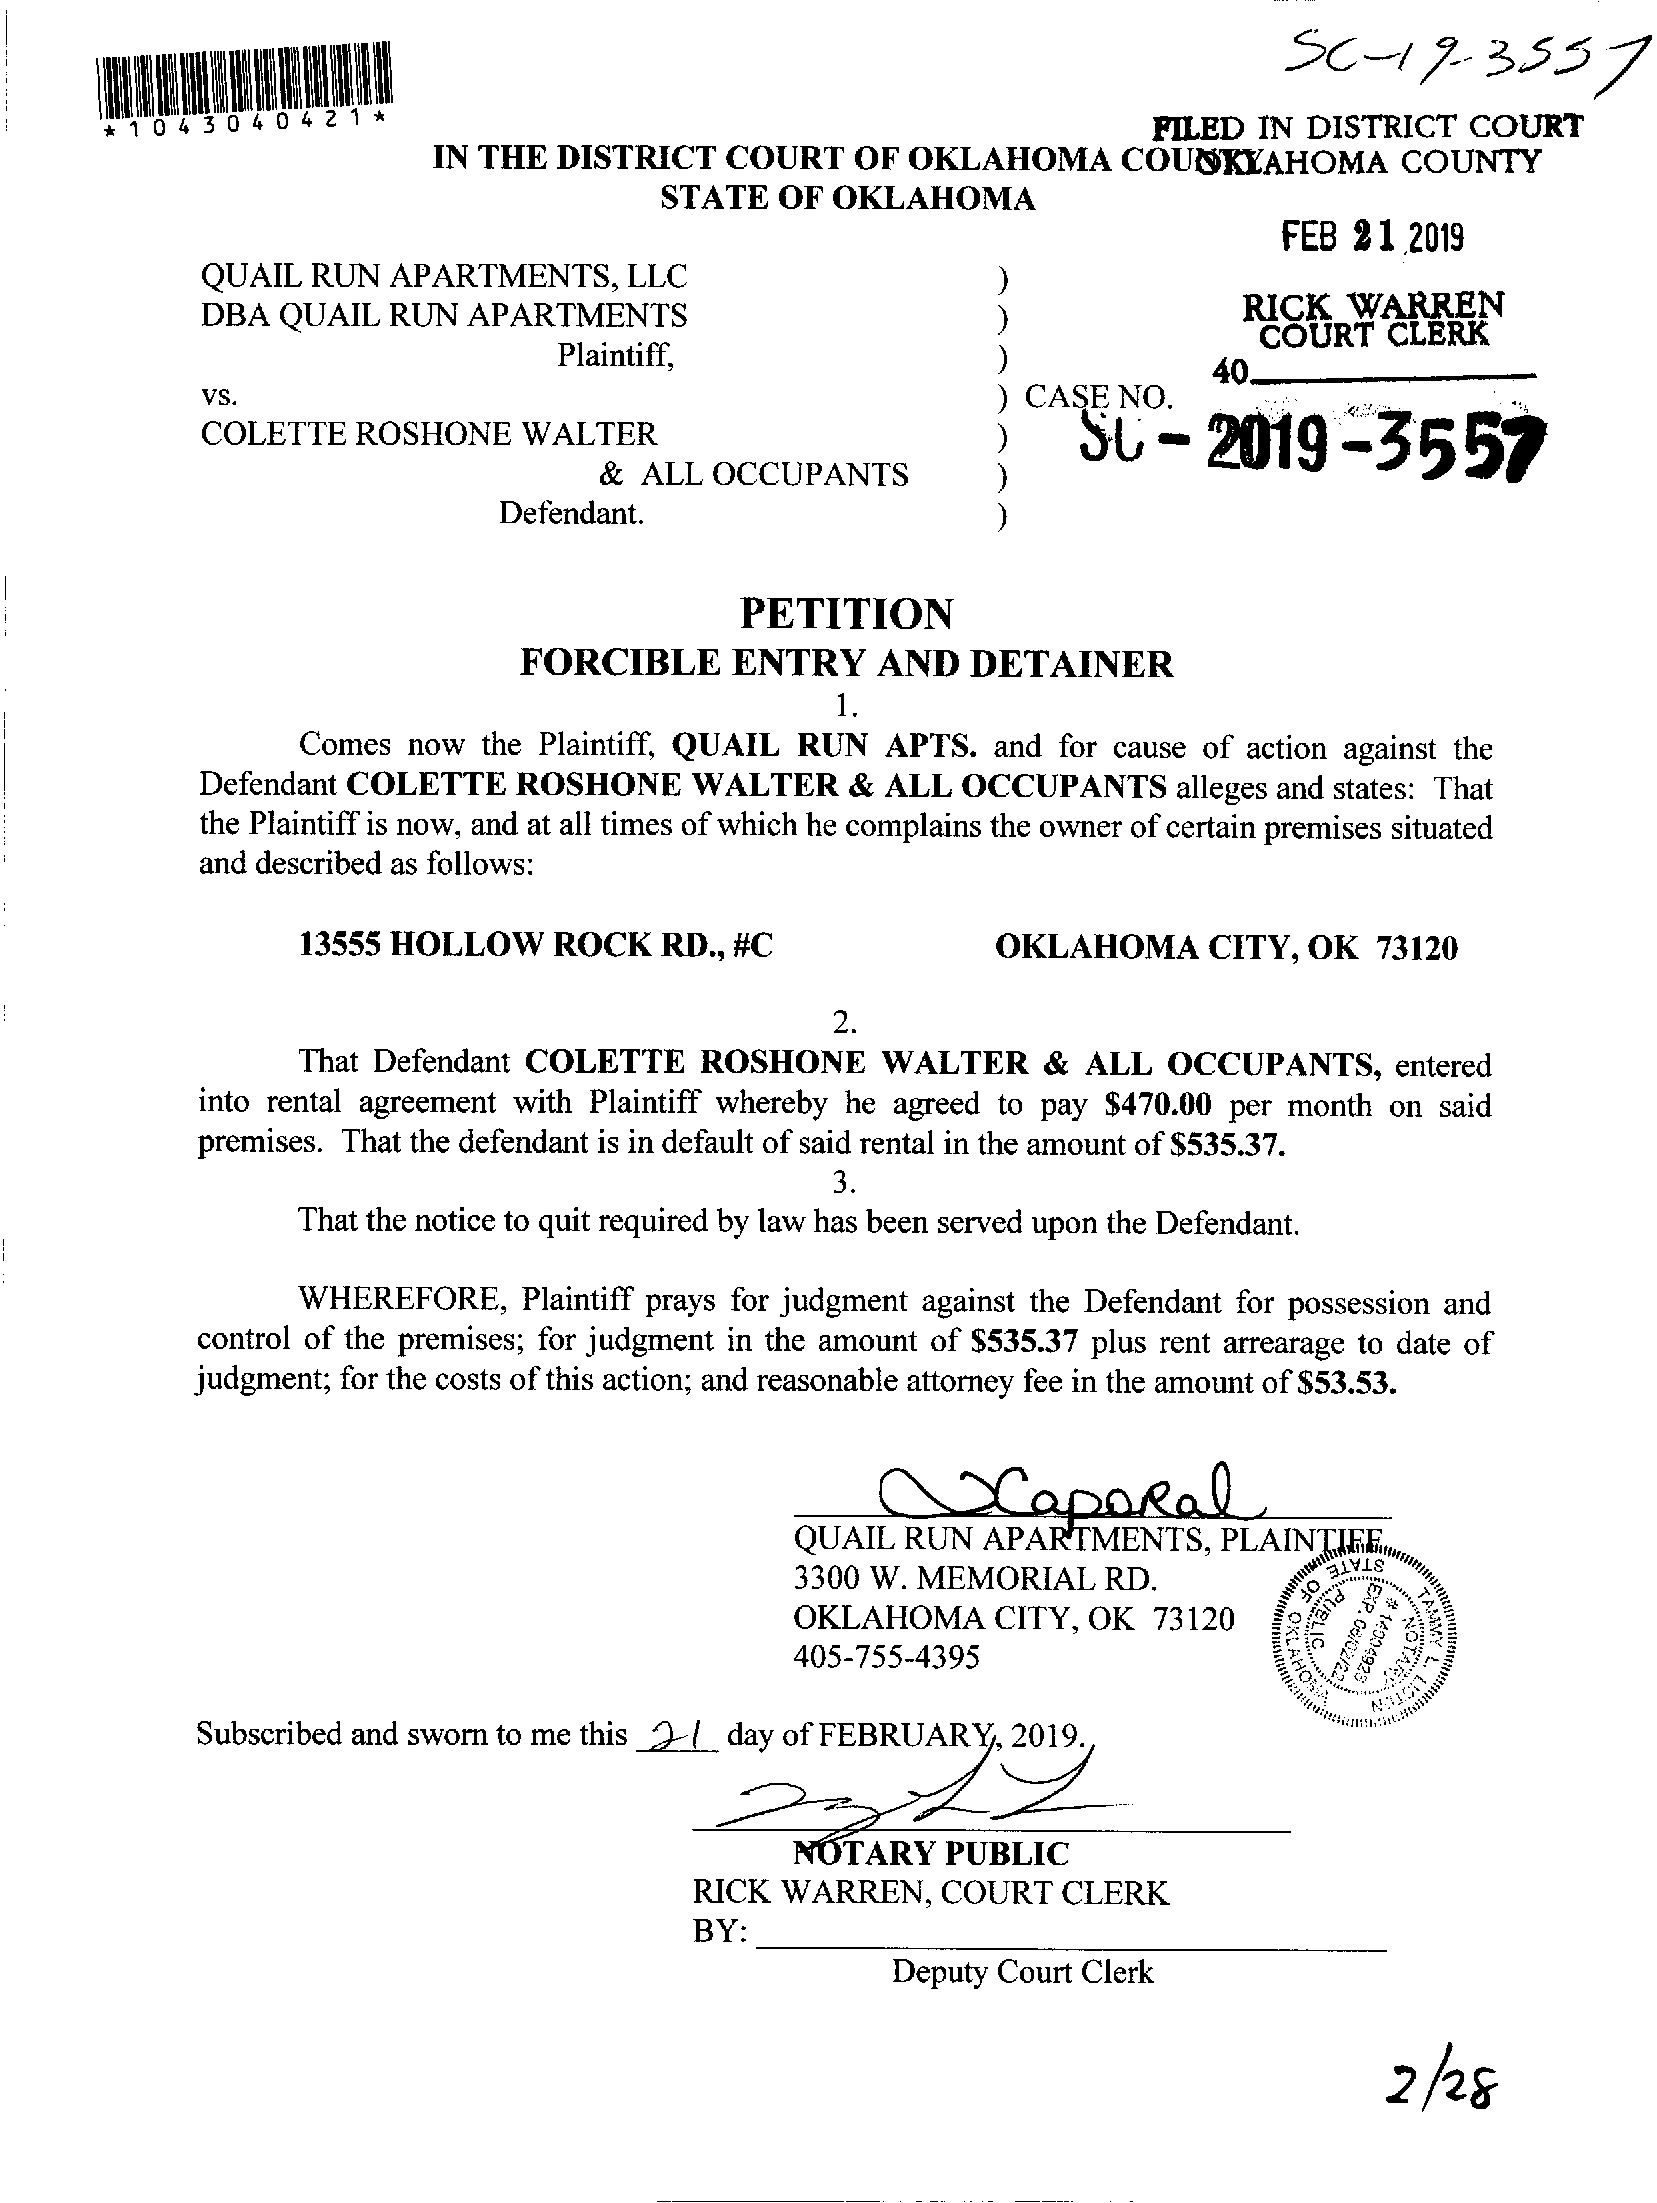 SC-19-3557
*1043040421*
FILED IN DISTRICT COURT
OKLAHOMA COUNTY
IN THE DISTRICT COURT OF OKLAHOMA COUNTY
STATE OF OKLAHOMA
FEB 21 2019
RICK WARREN
COURT CLERK
40
QUAIL RUN APARTMENTS, LLC )
DBA QUAIL RUN APARTMENTS )
Plaintiff, )
vs. ) CASE NO.
SC-2019-3557
COLETTE ROSHONE WALTER )
& ALL OCCUPANTS )
Defendant. )
PETITION
FORCIBLE ENTRY AND DETAINER
1.
Comes now the Plaintiff, QUAIL RUN APTS. and for cause of action against the
Defendant COLETTE ROSHONE WALTER & ALL OCCUPANTS alleges and states: That
the Plaintiff is now, and at all times of which he complains the owner of certain premises situated
and described as follows:
13555 HOLLOW ROCK RD., #C OKLAHOMA CITY, OK 73120
2.
That Defendant COLETTE ROSHONE WALTER & ALL OCCUPANTS, entered
into rental agreement with Plaintiff whereby he agreed to pay $470.00 per month on said
premises. That the defendant is in default of said rental in the amount of $535.37.
3.
That the notice to quit required by law has been served upon the Defendant.
WHEREFORE, Plaintiff prays for judgment against the Defendant for possession and
control of the premises; for judgment in the amount of $535.37 plus rent arrearage to date of
judgment; for the costs of this action; and reasonable attorney fee in the amount of $53.53.
Caporal
QUAIL RUN APARTMENTS, PLAINTIFF
3300 W. MEMORIAL RD.
OKLAHOMA CITY, OK 73120
405-755-4395
TAMMY L. LISTEN
NOTARY PUBLIC
STATE OF OKLAHOMA
# 14004923
EXP. 06/02/22
Subscribed and sworn to me this 21 day of FEBRUARY, 2019.
NOTARY PUBLIC
RICK WARREN, COURT CLERK
BY:
Deputy Court Clerk
2/28